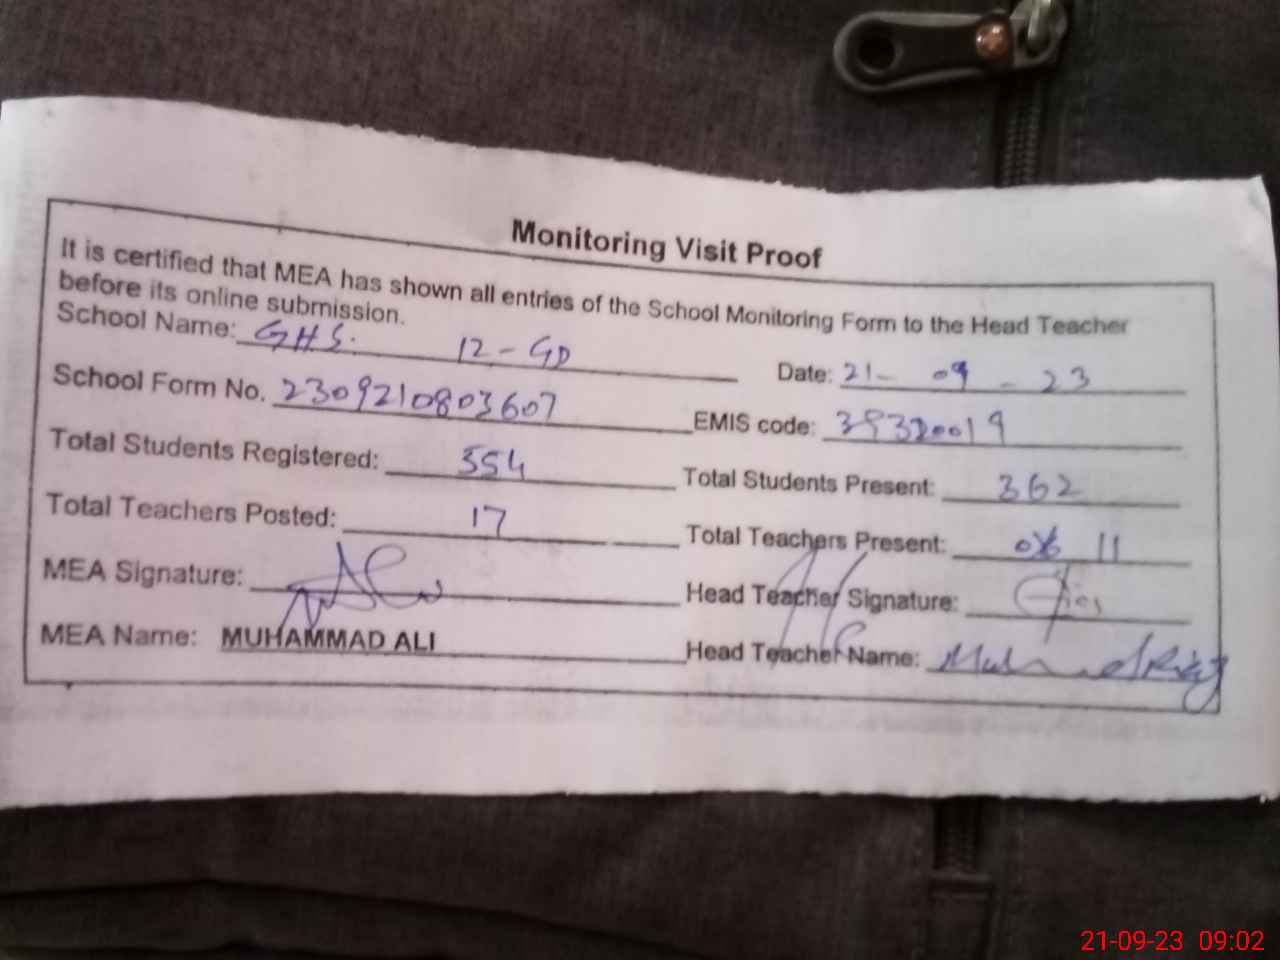 Monitoring Visit Proof
It is certified that MEA has shown all entries of the School Monitoring Form to the Head Teacher
before its online submission.
School Name: GHS. 12-GD Date: 21-09-23
School Form No. 2309210803607 EMIS code: 39320019
Total Students Registered: 554 Total Students Present: 362
Total Teachers Posted: 17 Total Teachers Present: 11
MEA Signature: Head Teacher Signature:
MEA Name: MUHAMMAD ALI Head Teacher Name:
21-09-23 09:02